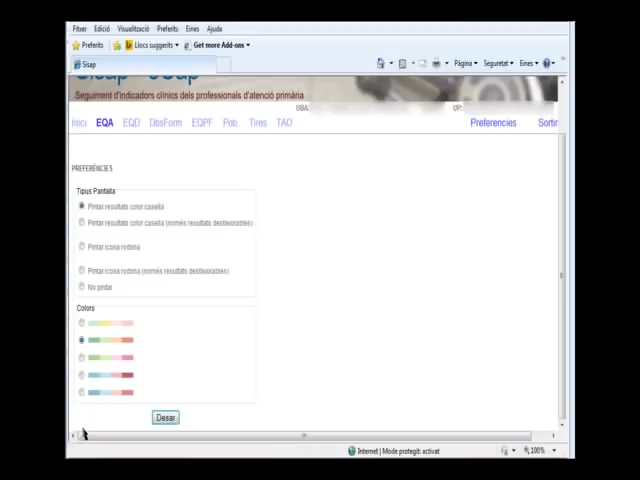 Fitxer Edició Visualització Preferits Eines Ajuda
Preferits Llocs suggerits Get more Add-ons
Sisap Pàgina Seguretat Eines
Seguiment d'indicadors clínics dels professionals d'atenció primària
UBA: UP:
Inici EQA EQD DbsForm EQPF Pob. Tires TAO Preferencies Sortir
PREFERÈNCIES
Tipus Pantalla
Pintar resultats color casella
Pintar resultats color casella (només resultats desfavorables)
Pintar icona rodona
Pintar icona rodona (només resultats desfavorables)
No pintar
Colors
Desar
Internet | Mode protegit: activat 100%